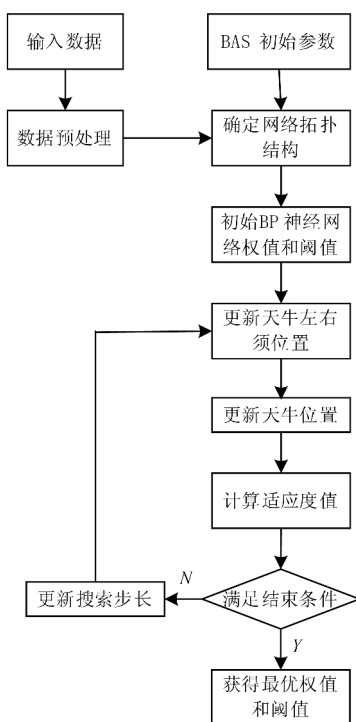 输入数据
BAS 初始参数
数据预处理
确定网络拓扑
结构
初始BP 神经网
络权值和阈值
更新天牛左右
须位置
更新天牛位置
计算适应度值
N
更新搜索步长
满足结束条件
Y
获得最优权值
和阈值